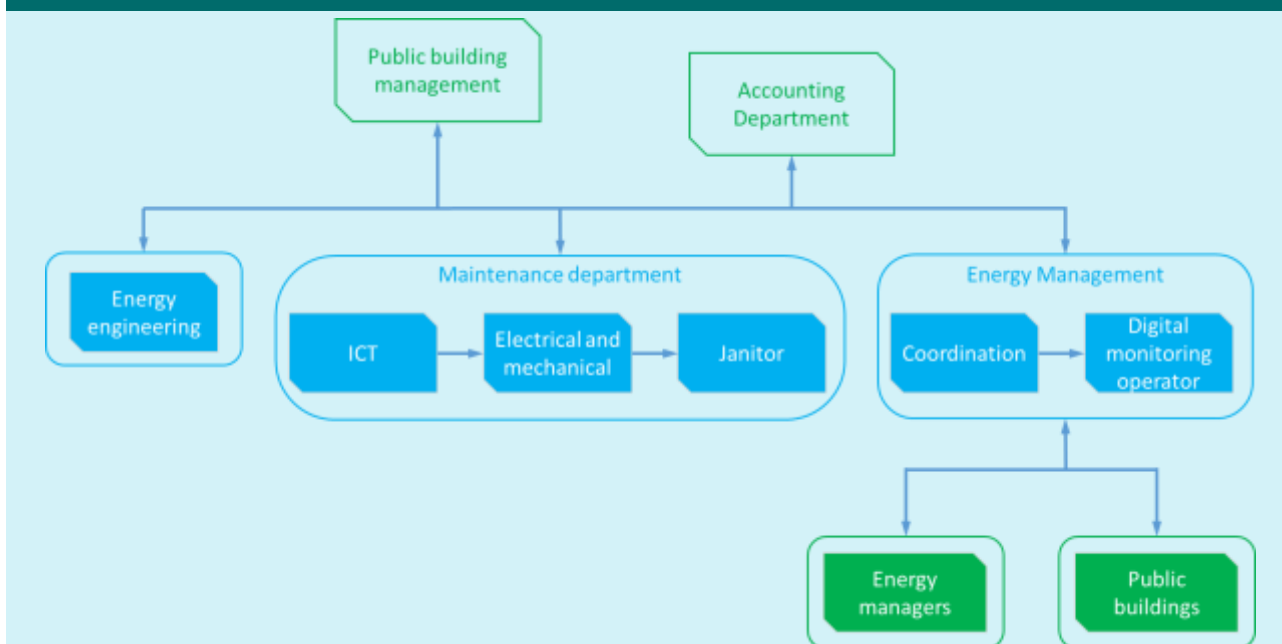 Public building
management
Accounting
Department
Energy
engineering
Maintenance department
ICT
Electrical and
mechanical
Janitor
Energy Management
Coordination
Digital
monitoring
operator
Energy
managers
Public
buildings